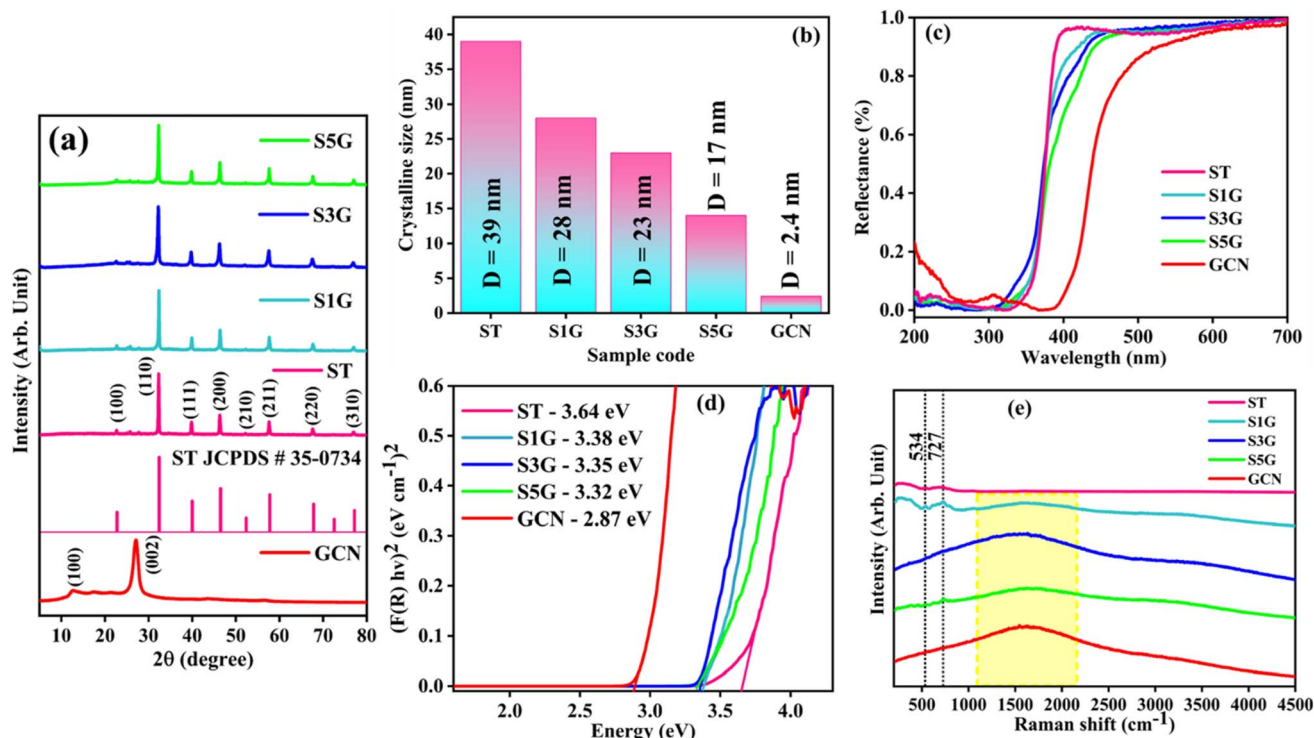 (a)
S5G
S3G
S1G
ST
(100)
(110)
(111)
(200)
(210)
(211)
(220)
(310)
ST JCPDS # 35-0734
GCN
(100)
(002)
Intensity (Arb. Unit)
10 20 30 40 50 60 70 80
2θ (degree)
(b)
Crystalline size (nm)
40
35
30
25
20
15
10
5
0
D = 39 nm
D = 28 nm
D = 23 nm
D = 17 nm
D = 2.4 nm
ST S1G S3G S5G GCN
Sample code
(c)
Reflectance (%)
1.0
0.8
0.6
0.4
0.2
0.0
ST
S1G
S3G
S5G
GCN
200 300 400 500 600 700
Wavelength (nm)
(d)
(F(R) hv)2 (eV cm-1)2
0.6
0.5
0.4
0.3
0.2
0.1
0.0
ST - 3.64 eV
S1G - 3.38 eV
S3G - 3.35 eV
S5G - 3.32 eV
GCN - 2.87 eV
2.0 2.5 3.0 3.5 4.0
Energy (eV)
(e)
Intensity (Arb. Unit)
534
727
ST
S1G
S3G
S5G
GCN
500 1000 1500 2000 2500 3000 3500 4000 4500
Raman shift (cm-1)